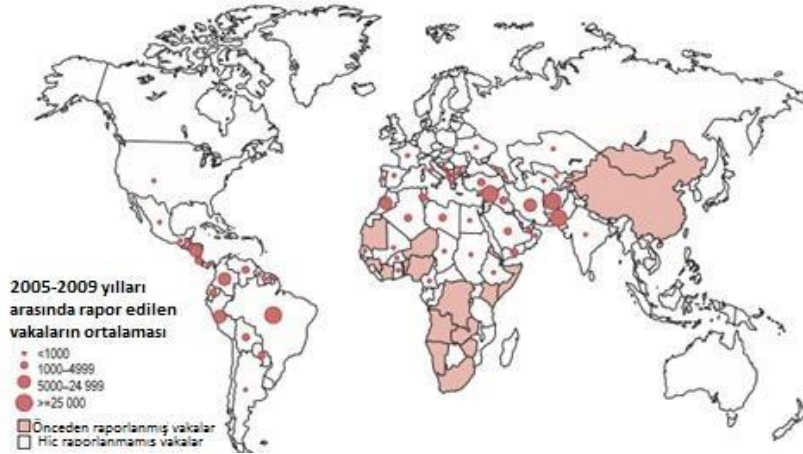 2005-2009 yılları
arasında rapor edilen
vakaların ortalaması
<1000
1000–4999
5000–24 999
>=25 000
Önceden raporlanmış vakalar
Hiç raporlanmamış vakalar